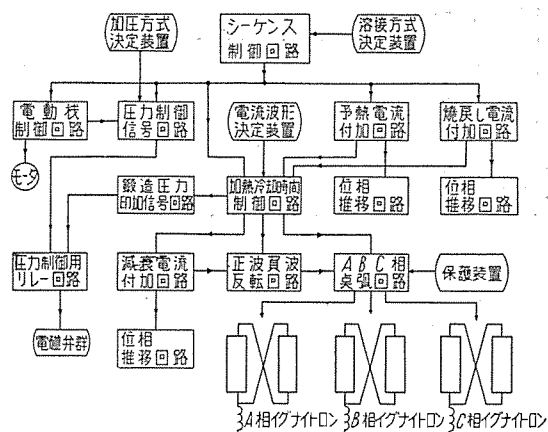 加圧方式
決定装置
シーケンス
制御回路
溶接方式
決定装置
電動桟
制御回路
圧力制御
信号回路
電流波形
決定装置
予熱電流
付加回路
焼戻し電流
付加回路
モータ
鍛造圧力
印加信号回路
加熱冷却時間
制御回路
位相
推移回路
位相
推移回路
圧力制御用
リレー回路
減衰電流
付加回路
正波負波
反転回路
ABC相
点弧回路
保護装置
電磁弁群
位相
推移回路
A相イグナイトロン
B相イグナイトロン
C相イグナイトロン